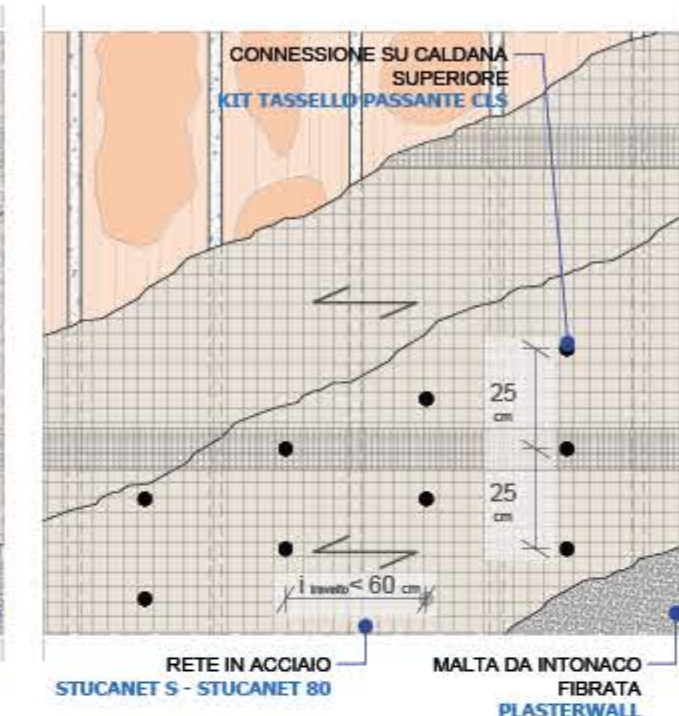 CONNESSIONE SU CALDANA
SUPERIORE
KIT TASSELLO PASSANTE CLS
25
cm
25
cm
i travetto < 60 cm
RETE IN ACCIAIO
STUCANET S - STUCANET 80
MALTA DA INTONACO
FIBRATA
PLASTERWALL